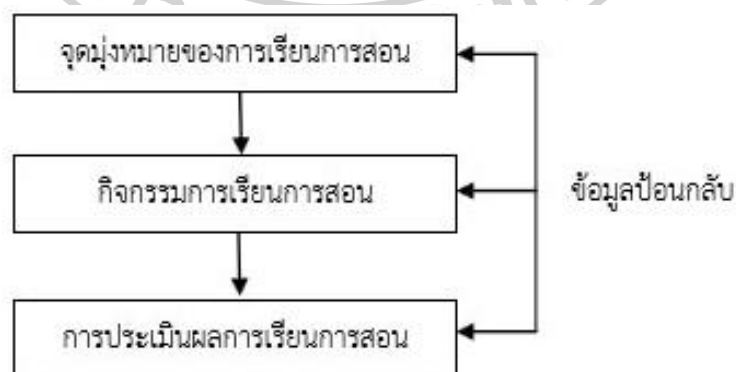 จุดมุ่งหมายของการเรียนการสอน
กิจกรรมการเรียนการสอน
ข้อมูลป้อนกลับ
การประเมินผลการเรียนการสอน